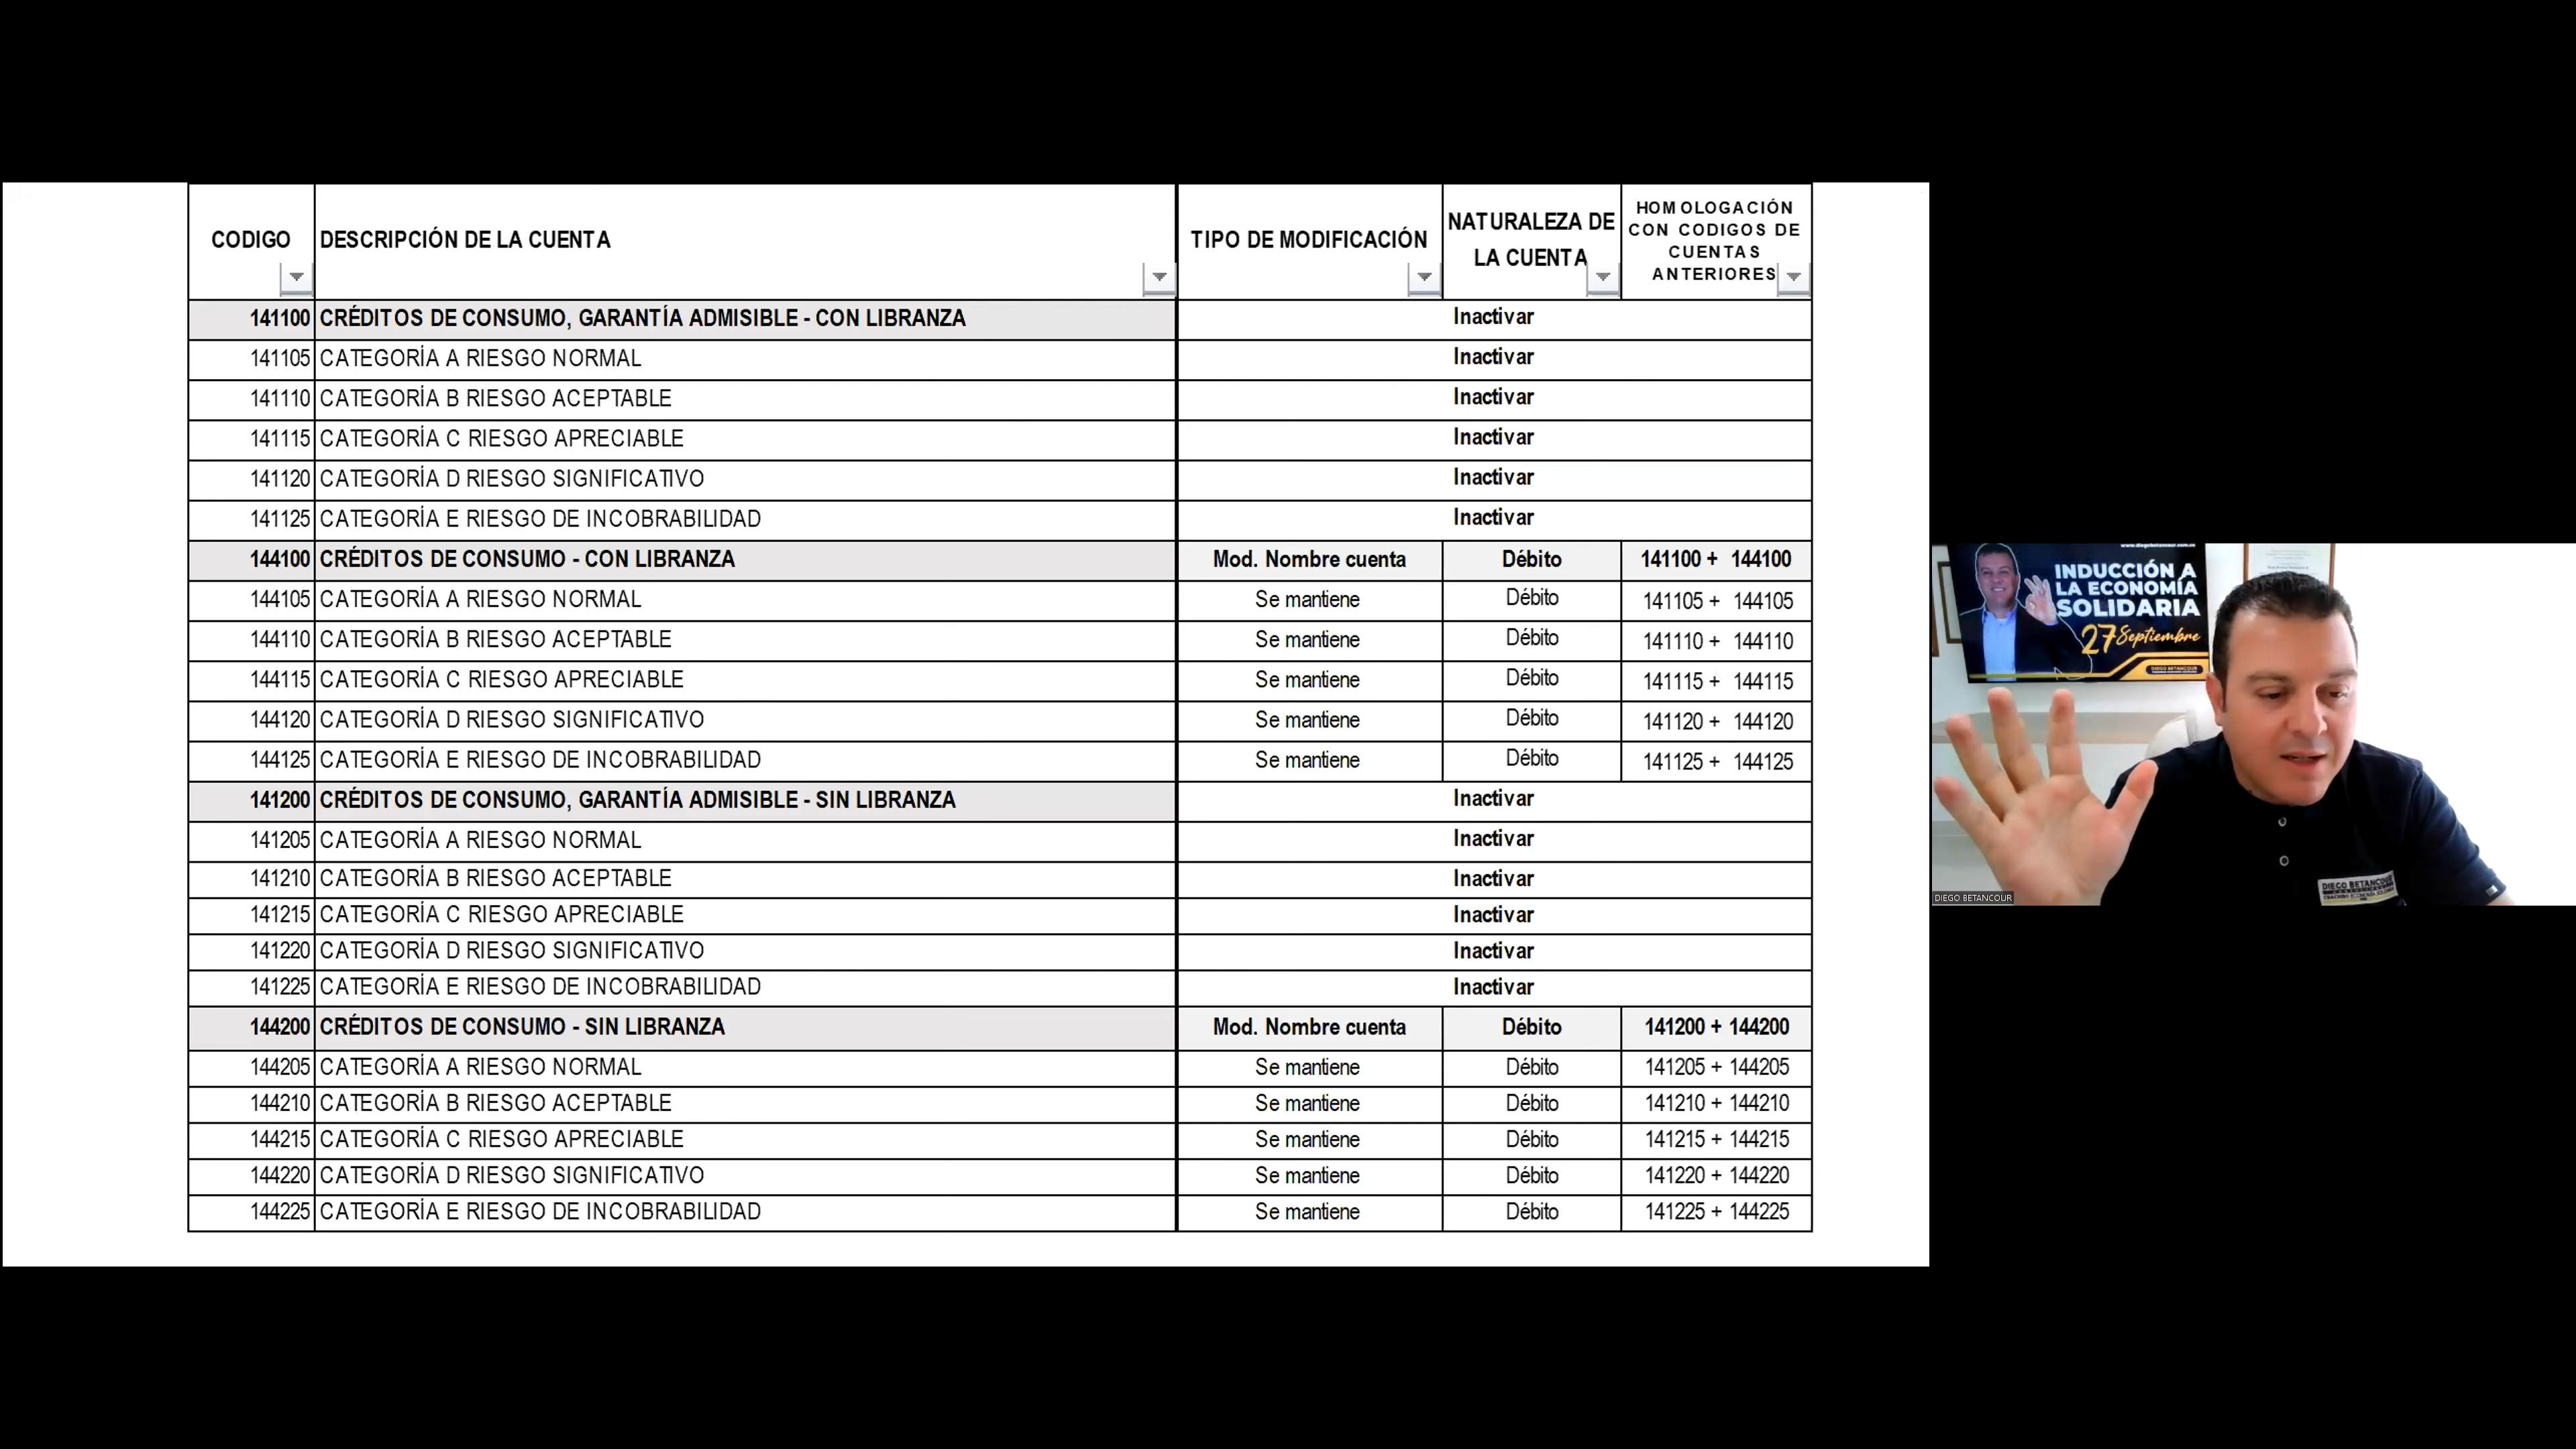 CODIGO DESCRIPCIÓN DE LA CUENTA TIPO DE MODIFICACIÓN NATURALEZA DE LA CUENTA HOMOLOGACIÓN CON CODIGOS DE CUENTAS ANTERIORES
141100 CRÉDITOS DE CONSUMO, GARANTÍA ADMISIBLE - CON LIBRANZA Inactivar
141105 CATEGORÍA A RIESGO NORMAL Inactivar
141110 CATEGORÍA B RIESGO ACEPTABLE Inactivar
141115 CATEGORÍA C RIESGO APRECIABLE Inactivar
141120 CATEGORÍA D RIESGO SIGNIFICATIVO Inactivar
141125 CATEGORÍA E RIESGO DE INCOBRABILIDAD Inactivar
144100 CRÉDITOS DE CONSUMO - CON LIBRANZA Mod. Nombre cuenta Débito 141100 + 144100
144105 CATEGORÍA A RIESGO NORMAL Se mantiene Débito 141105 + 144105
144110 CATEGORÍA B RIESGO ACEPTABLE Se mantiene Débito 141110 + 144110
144115 CATEGORÍA C RIESGO APRECIABLE Se mantiene Débito 141115 + 144115
144120 CATEGORÍA D RIESGO SIGNIFICATIVO Se mantiene Débito 141120 + 144120
144125 CATEGORÍA E RIESGO DE INCOBRABILIDAD Se mantiene Débito 141125 + 144125
141200 CRÉDITOS DE CONSUMO, GARANTÍA ADMISIBLE - SIN LIBRANZA Inactivar
141205 CATEGORÍA A RIESGO NORMAL Inactivar
141210 CATEGORÍA B RIESGO ACEPTABLE Inactivar
141215 CATEGORÍA C RIESGO APRECIABLE Inactivar
141220 CATEGORÍA D RIESGO SIGNIFICATIVO Inactivar
141225 CATEGORÍA E RIESGO DE INCOBRABILIDAD Inactivar
144200 CRÉDITOS DE CONSUMO - SIN LIBRANZA Mod. Nombre cuenta Débito 141200 + 144200
144205 CATEGORÍA A RIESGO NORMAL Se mantiene Débito 141205 + 144205
144210 CATEGORÍA B RIESGO ACEPTABLE Se mantiene Débito 141210 + 144210
144215 CATEGORÍA C RIESGO APRECIABLE Se mantiene Débito 141215 + 144215
144220 CATEGORÍA D RIESGO SIGNIFICATIVO Se mantiene Débito 141220 + 144220
144225 CATEGORÍA E RIESGO DE INCOBRABILIDAD Se mantiene Débito 141225 + 144225
www.diegobetancour.com.co
INDUCCIÓN A
LA ECONOMÍA
SOLIDARIA
27 Septiembre
DIEGO BETANCOUR
DIEGO BETANCOUR
DIEGO BETANCOUR